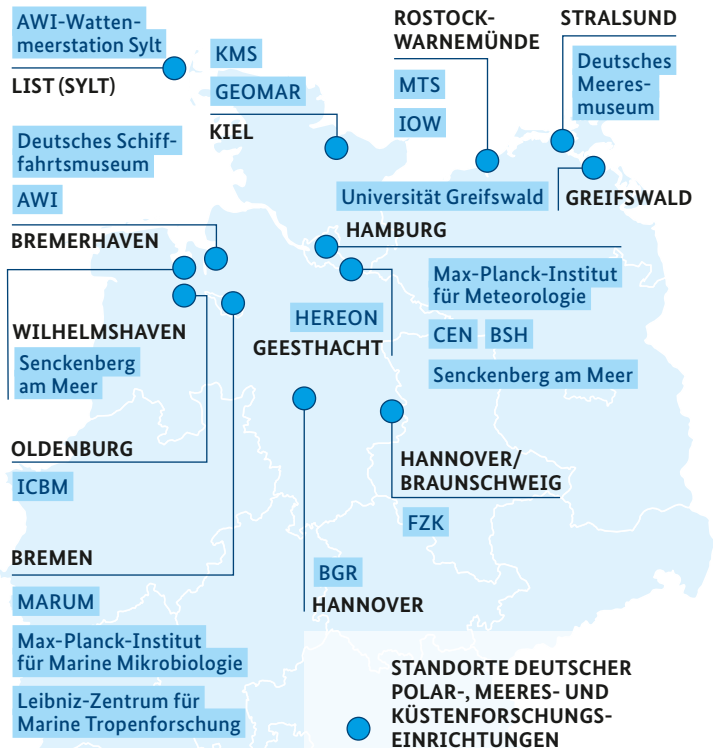 AWI-Watten-
meerstation Sylt
LIST (SYLT)
KMS
GEOMAR
KIEL
ROSTOCK-
WARNEMÜNDE
MTS
IOW
STRALSUND
Deutsches
Meeres-
museum
Universität Greifswald
GREIFSWALD
Deutsches Schiff-
fahrtsmuseum
AWI
BREMERHAVEN
HAMBURG
Max-Planck-Institut
für Meteorologie
CEN BSH
Senckenberg am Meer
HEREON
GEESTHACHT
WILHELMSHAVEN
Senckenberg
am Meer
OLDENBURG
ICBM
HANNOVER/
BRAUNSCHWEIG
FZK
BREMEN
MARUM
Max-Planck-Institut
für Marine Mikrobiologie
Leibniz-Zentrum für
Marine Tropenforschung
BGR
HANNOVER
STANDORTE DEUTSCHER
POLAR-, MEERES- UND
KÜSTENFORSCHUNGS-
EINRICHTUNGEN